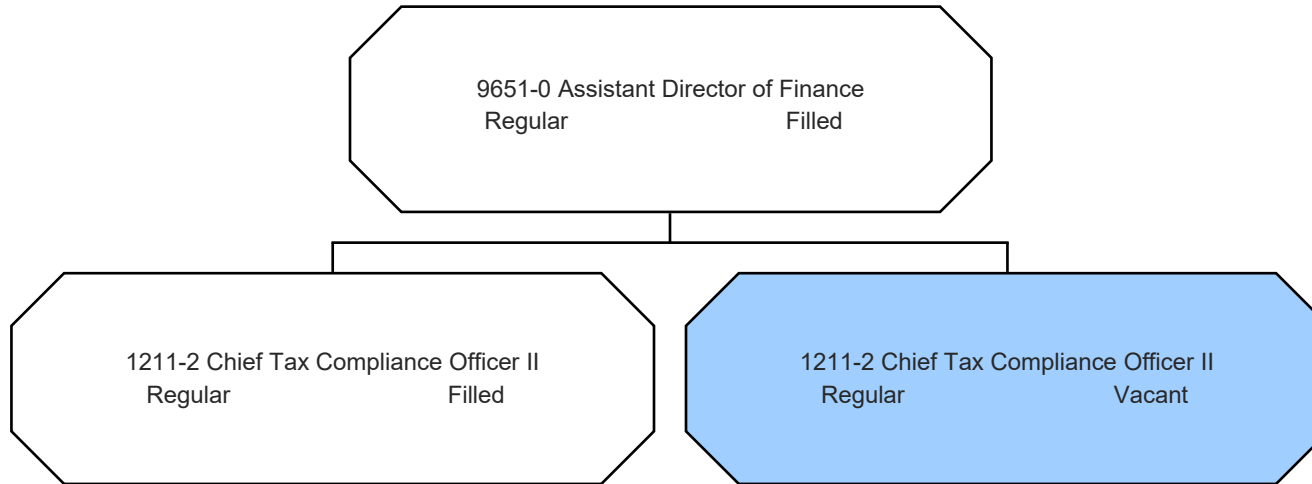 9651-0 Assistant Director of Finance
Regular Filled
1211-2 Chief Tax Compliance Officer II
Regular Filled
1211-2 Chief Tax Compliance Officer II
Regular Vacant